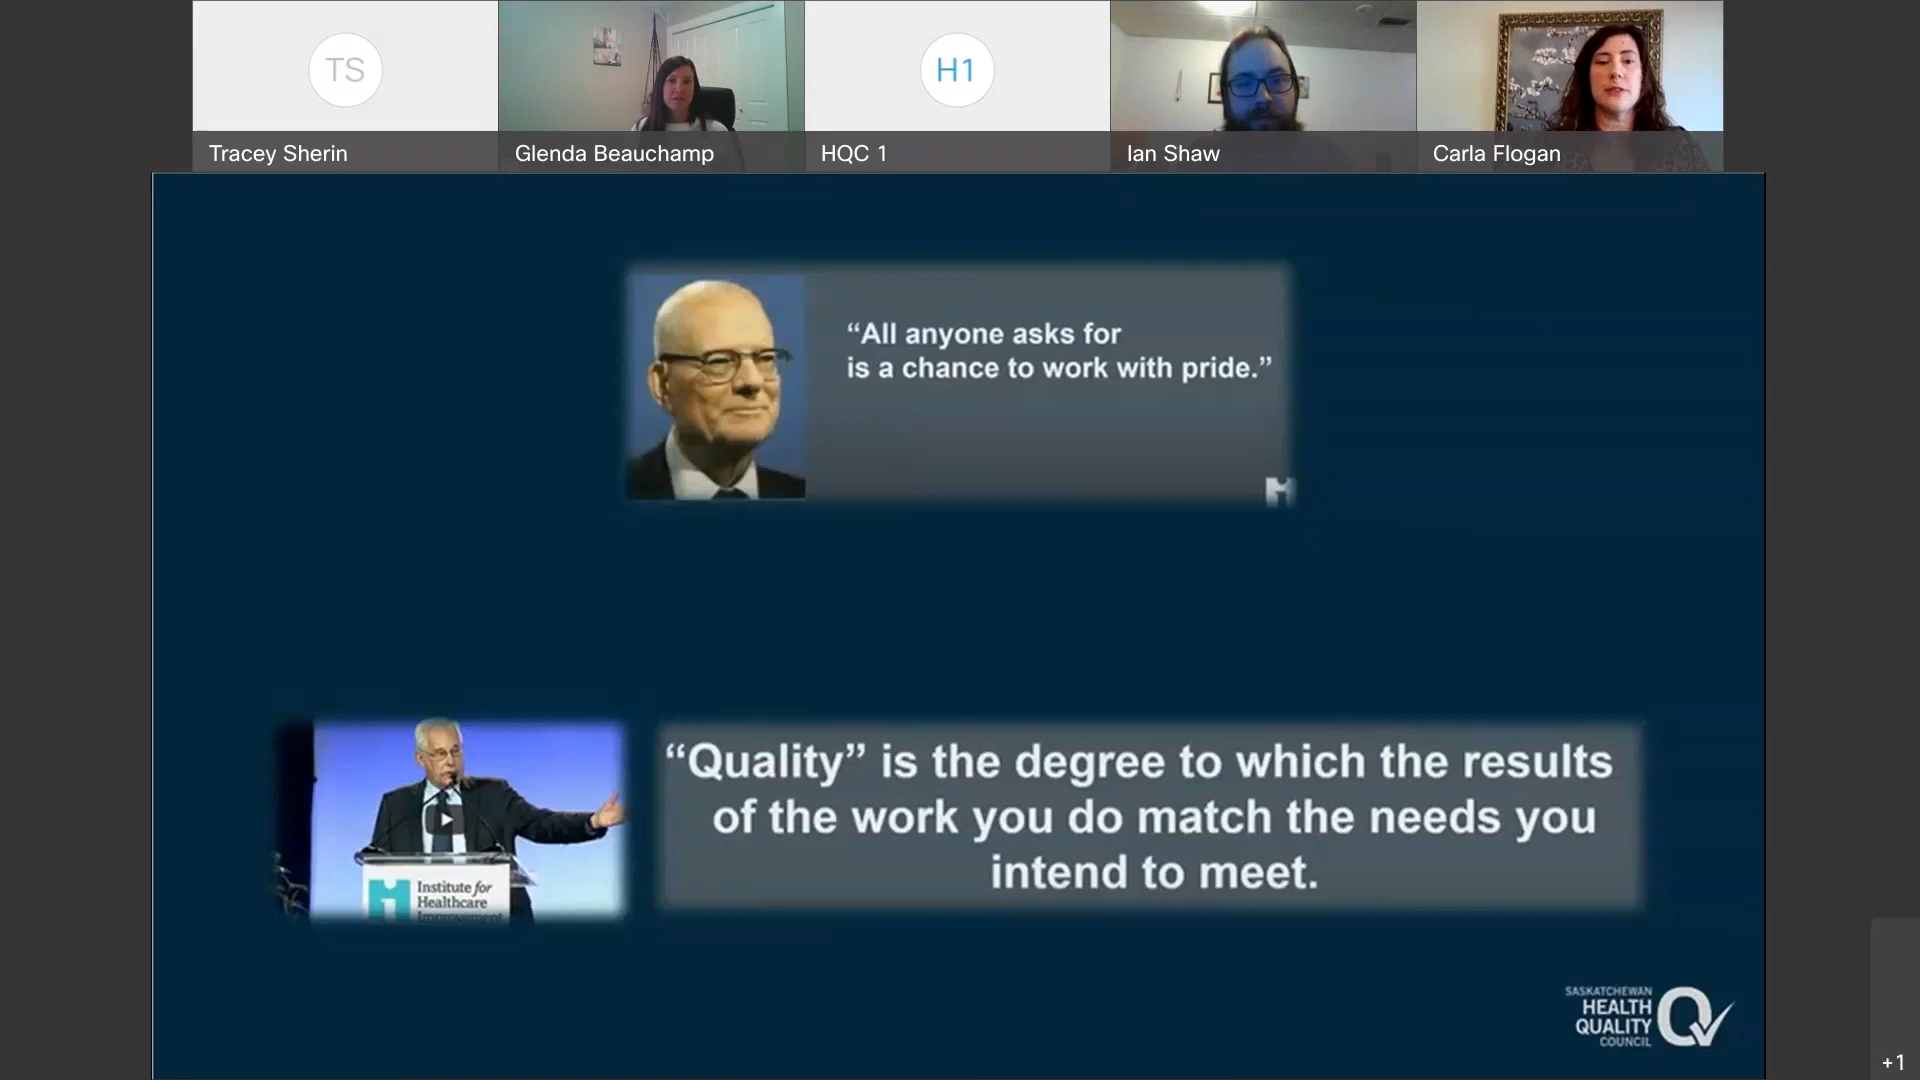 TS
H1
Tracey Sherin
Glenda Beauchamp
HQC 1
Ian Shaw
Carla Flogan
“All anyone asks for
is a chance to work with pride.”
“Quality” is the degree to which the results
of the work you do match the needs you
intend to meet.
Institute for
Healthcare
Improvement
SASKATCHEWAN
HEALTH
QUALITY
COUNCIL
+1